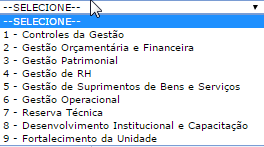 --SELECIONE--
--SELECIONE--
1 - Controles da Gestão
2 - Gestão Orçamentária e Financeira
3 - Gestão Patrimonial
4 - Gestão de RH
5 - Gestão de Suprimentos de Bens e Serviços
6 - Gestão Operacional
7 - Reserva Técnica
8 - Desenvolvimento Institucional e Capacitação
9 - Fortalecimento da Unidade